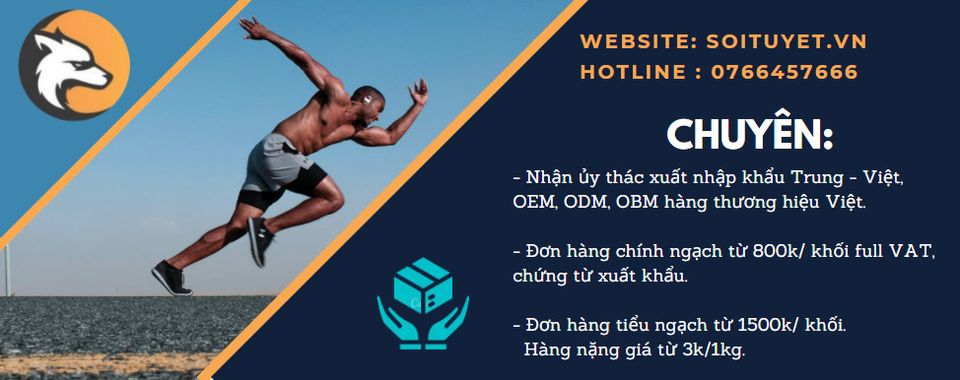 WEBSITE: SOITUYET.VN
HOTLINE : 0766457666
CHUYÊN:
- Nhận ủy thác xuất nhập khẩu Trung - Việt,
OEM, ODM, OBM hàng thương hiệu Việt.
- Đơn hàng chính ngạch từ 800k/ khối full VAT,
chứng từ xuất khẩu.
- Đơn hàng tiểu ngạch từ 1500k/ khối.
Hàng nặng giá từ 3k/1kg.